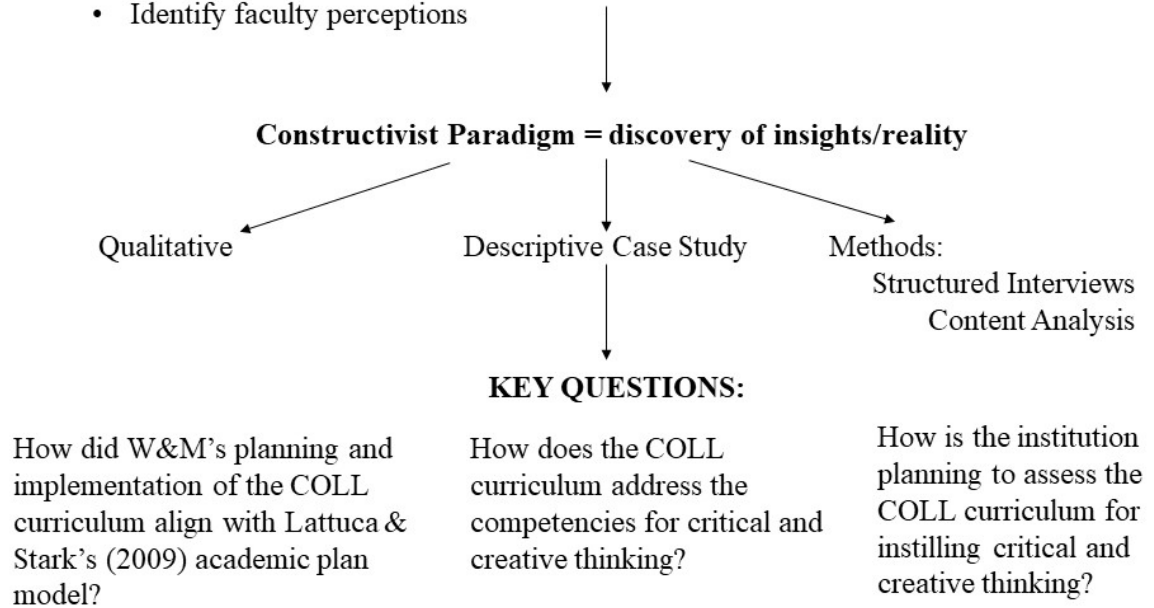 • Identify faculty perceptions
Constructivist Paradigm = discovery of insights/reality
Qualitative
Descriptive Case Study
Methods:
Structured Interviews
Content Analysis
KEY QUESTIONS:
How did W&M’s planning and
implementation of the COLL
curriculum align with Lattuca &
Stark’s (2009) academic plan
model?
How does the COLL
curriculum address the
competencies for critical and
creative thinking?
How is the institution
planning to assess the
COLL curriculum for
instilling critical and
creative thinking?